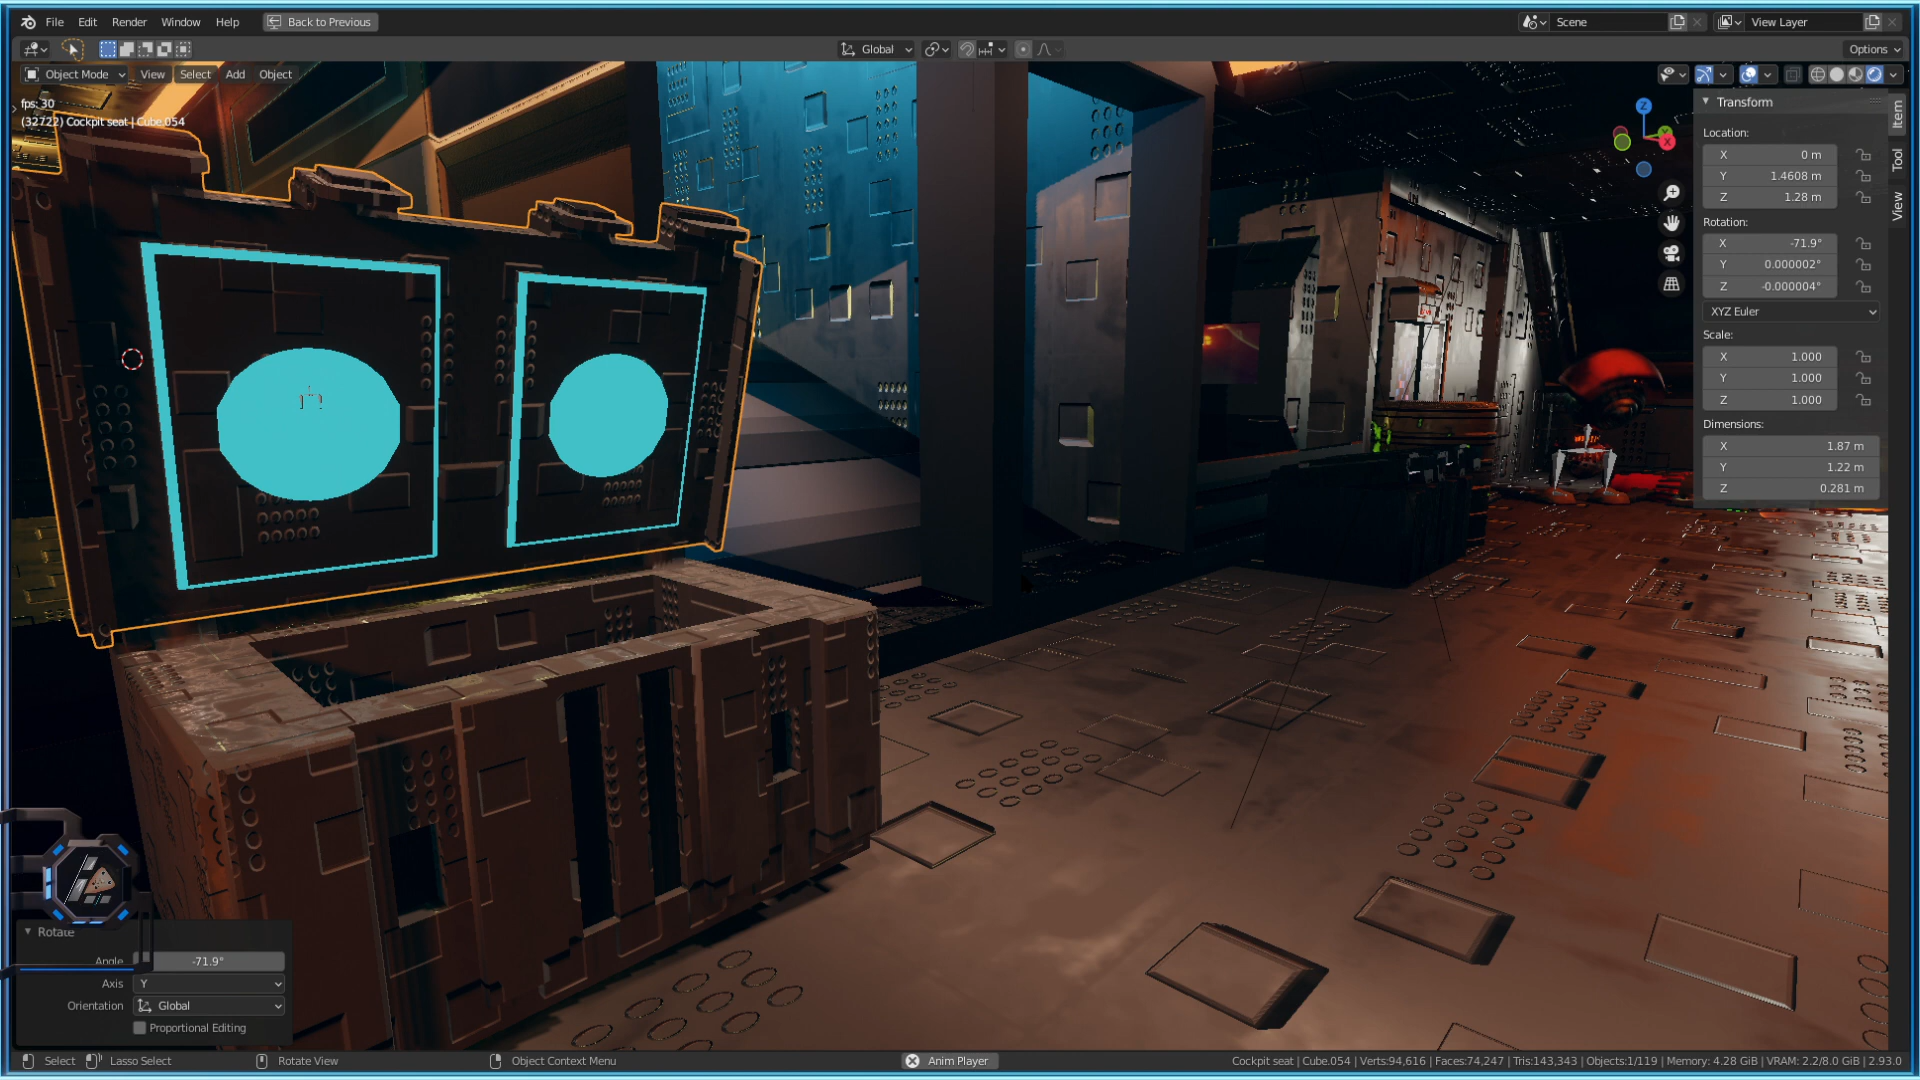 File Edit Render Window Help Back to Previous Scene View Layer
Global Options
Object Mode View Select Add Object
fps: 30
(32722) Cockpit seat | Cube.054
Transform
Location:
X 0 m
Y 1.4608 m
Z 1.28 m
Rotation:
X -71.9°
Y 0.000002°
Z -0.000004°
XYZ Euler
Scale:
X 1.000
Y 1.000
Z 1.000
Dimensions:
X 1.87 m
Y 1.22 m
Z 0.281 m
Item
Tool
View
Z
Y
X
Rotate
Angle -71.9°
Axis Y
Orientation Global
Proportional Editing
Select Lasso Select Rotate View Object Context Menu Anim Player Cockpit seat | Cube.054 | Verts:94,616 | Faces:74,247 | Tris:143,343 | Objects:1/119 | Memory: 4.28 GiB | VRAM: 2.2/8.0 GiB | 2.93.0